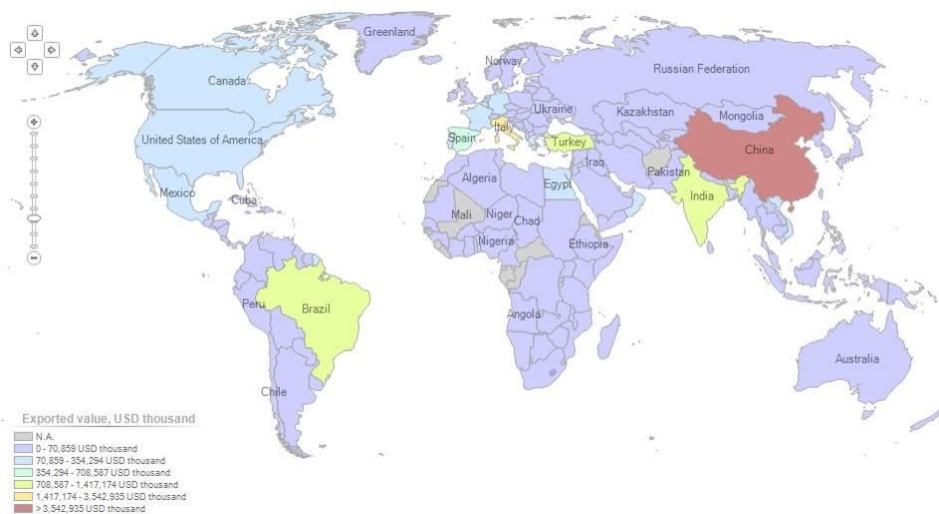 Greenland
Norway
Russian Federation
Canada
Ukraine
Kazakhstan
Mongolia
United States of America
Italy
Spain
Turkey
China
Iraq
Pakistan
Mexico
Algeria
Egypt
India
Cuba
Mali
Niger
Chad
Nigeria
Ethiopia
Peru
Brazil
Angola
Australia
Chile
Exported value, USD thousand
N.A.
0 - 70,859 USD thousand
70,859 - 354,294 USD thousand
354,294 - 708,587 USD thousand
708,587 - 1,417,174 USD thousand
1,417,174 - 3,542,935 USD thousand
> 3,542,935 USD thousand